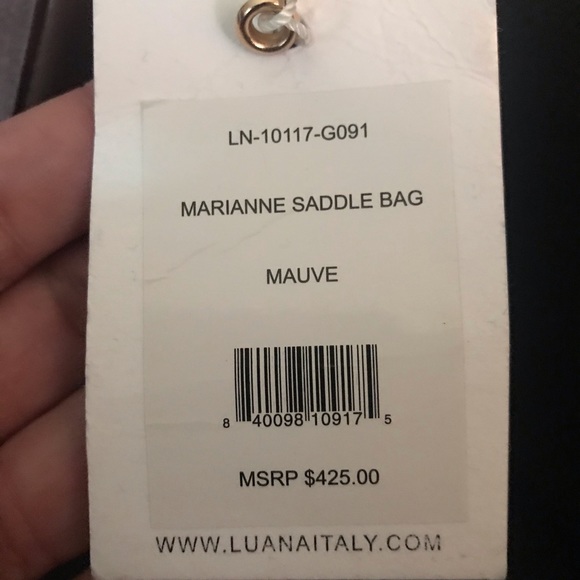 LN-10117-G091
MARIANNE SADDLE BAG
MAUVE
8 40098 10917 5
MSRP $425.00
WWW.LUANAITALY.COM